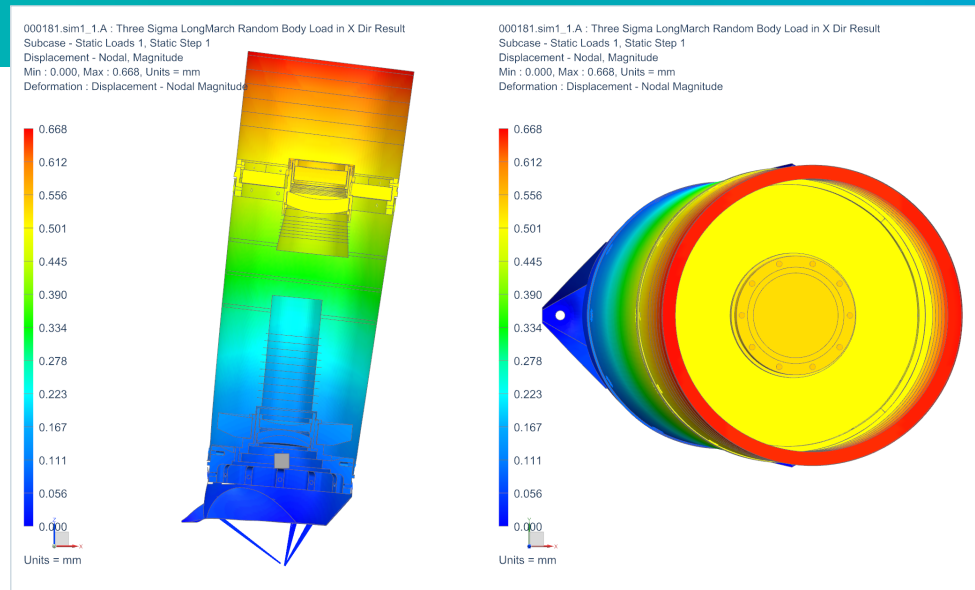 000181.sim1_1.A : Three Sigma LongMarch Random Body Load in X Dir Result
Subcase - Static Loads 1, Static Step 1
Displacement - Nodal, Magnitude
Min : 0.000, Max : 0.668, Units = mm
Deformation : Displacement - Nodal Magnitude
0.668
0.612
0.556
0.501
0.445
0.390
0.334
0.278
0.223
0.167
0.111
0.056
0.000
X
Units = mm
000181.sim1_1.A : Three Sigma LongMarch Random Body Load in X Dir Result
Subcase - Static Loads 1, Static Step 1
Displacement - Nodal, Magnitude
Min : 0.000, Max : 0.668, Units = mm
Deformation : Displacement - Nodal Magnitude
0.668
0.612
0.556
0.501
0.445
0.390
0.334
0.278
0.223
0.167
0.111
0.056
0.000
Y
X
Units = mm